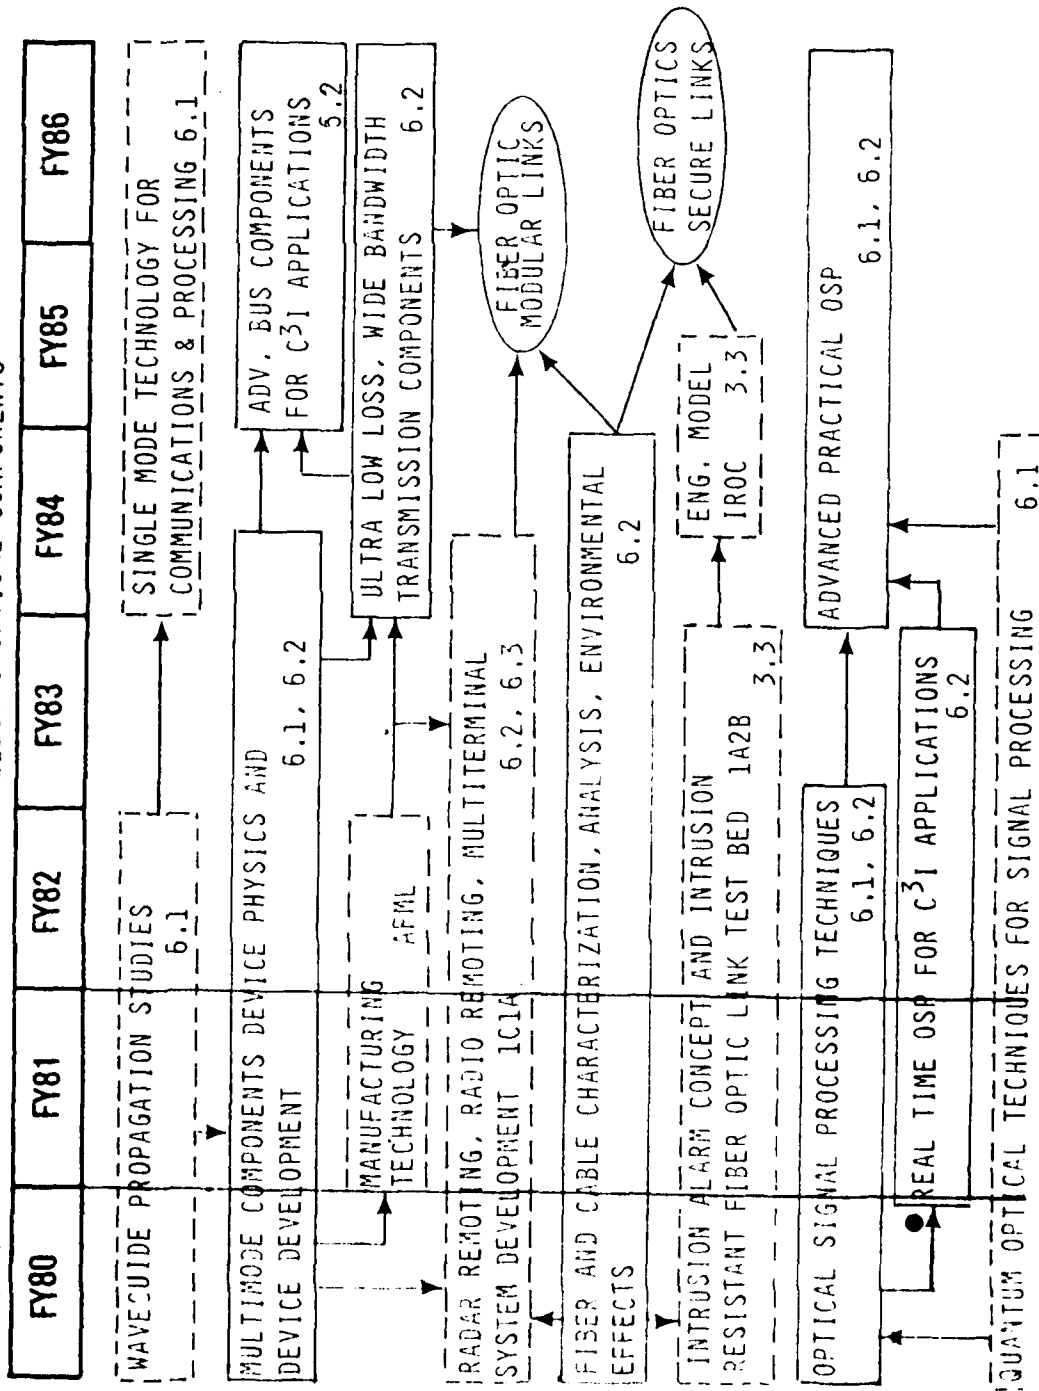 FY80 FY81 FY82 FY83 FY84 FY85 FY86
WAVEGUIDE PROPAGATION STUDIES
6.1
SINGLE MODE TECHNOLOGY FOR
COMMUNICATIONS & PROCESSING 6.1
MULTIMODE COMPONENTS DEVICE PHYSICS AND
DEVICE DEVELOPMENT 6.1, 6.2
ADV. BUS COMPONENTS
FOR C³I APPLICATIONS
5.2
MANUFACTURING
TECHNOLOGY AFML
ULTRA LOW LOSS, WIDE BANDWIDTH
TRANSMISSION COMPONENTS 6.2
RADAR REMOTING, RADIO REMOTING, MULTITERMINAL
SYSTEM DEVELOPMENT 1C1A 6.2, 6.3
FIBER OPTIC
MODULAR LINKS
FIBER AND CABLE CHARACTERIZATION, ANALYSIS, ENVIRONMENTAL
EFFECTS 6.2
FIBER OPTICS
SECURE LINKS
INTRUSION ALARM CONCEPT AND INTRUSION
RESISTANT FIBER OPTIC LINK TEST BED 1A2B
3.3
ENG. MODEL
IROC 3.3
OPTICAL SIGNAL PROCESSING TECHNIQUES
6.1, 6.2
ADVANCED PRACTICAL OSP
6.1, 6.2
REAL TIME OSP FOR C³I APPLICATIONS
6.2
QUANTUM OPTICAL TECHNIQUES FOR SIGNAL PROCESSING 6.1